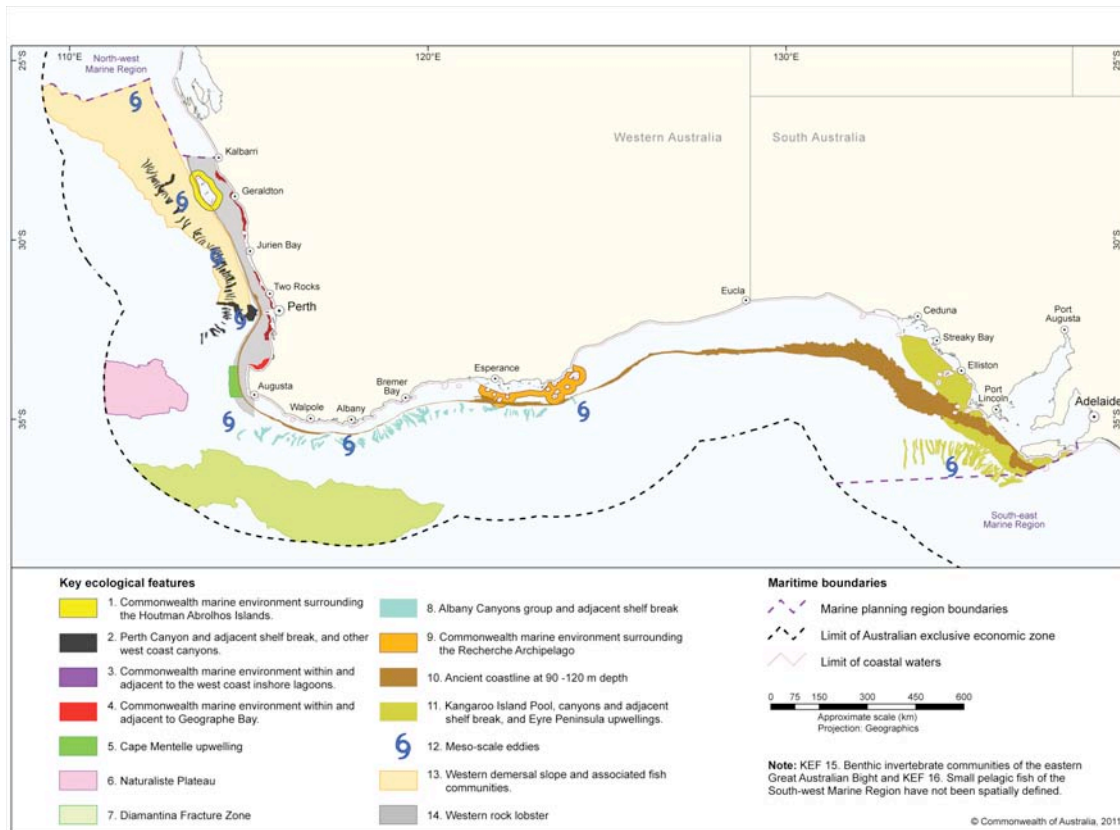 110°E
120°E
130°E
25°S
25°S
North-west
Marine Region
Western Australia
South Australia
Kalbarri
Geraldton
30°S
30°S
Jurien Bay
Two Rocks
Perth
Eucla
Ceduna
Streaky Bay
Port
Augusta
Elliston
Port
Lincoln
Adelaide
Esperance
Bremer
Bay
Augusta
Walpole
Albany
35°S
35°S
South-east
Marine Region
Key ecological features
1. Commonwealth marine environment surrounding
the Houtman Abrolhos Islands.
2. Perth Canyon and adjacent shelf break, and other
west coast canyons.
3. Commonwealth marine environment within and
adjacent to the west coast inshore lagoons.
4. Commonwealth marine environment within and
adjacent to Geographe Bay.
5. Cape Mentelle upwelling
6. Naturaliste Plateau
7. Diamantina Fracture Zone
8. Albany Canyons group and adjacent shelf break
9. Commonwealth marine environment surrounding
the Recherche Archipelago
10. Ancient coastline at 90 -120 m depth
11. Kangaroo Island Pool, canyons and adjacent
shelf break, and Eyre Peninsula upwellings.
12. Meso-scale eddies
13. Western demersal slope and associated fish
communities.
14. Western rock lobster
Maritime boundaries
Marine planning region boundaries
Limit of Australian exclusive economic zone
Limit of coastal waters
0 75 150 300 450 600
Approximate scale (km)
Projection: Geographics
Note: KEF 15. Benthic invertebrate communities of the eastern
Great Australian Bight and KEF 16. Small pelagic fish of the
South-west Marine Region have not been spatially defined.
© Commonwealth of Australia, 2015